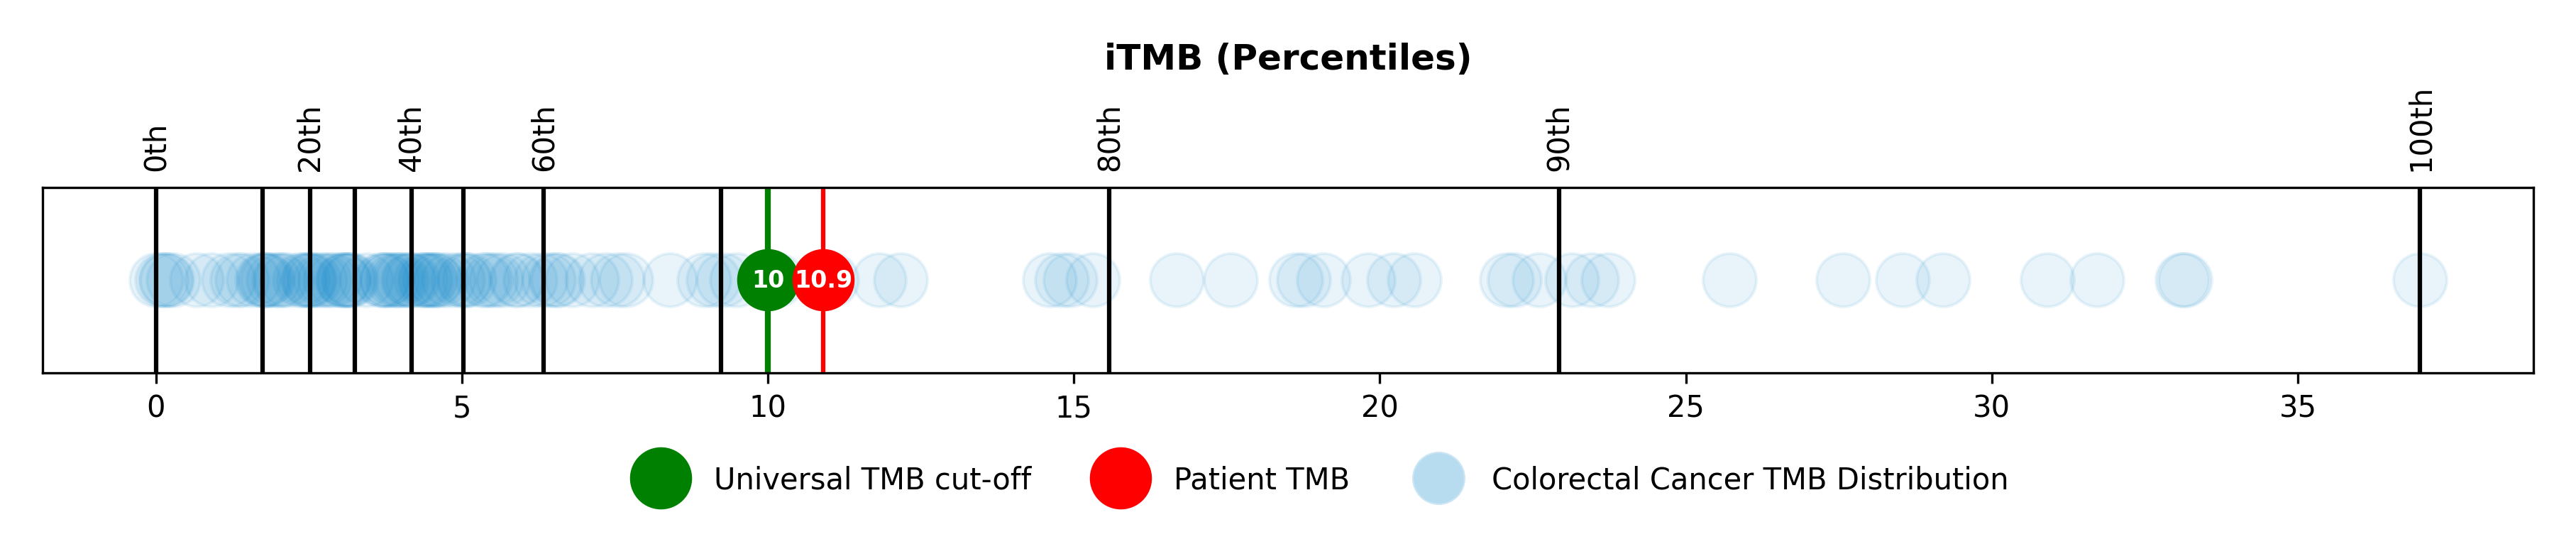 iTMB (Percentiles)
0th 20th 40th 60th 80th 90th 100th
10 10.9
0 5 10 15 20 25 30 35
Universal TMB cut-off Patient TMB Colorectal Cancer TMB Distribution